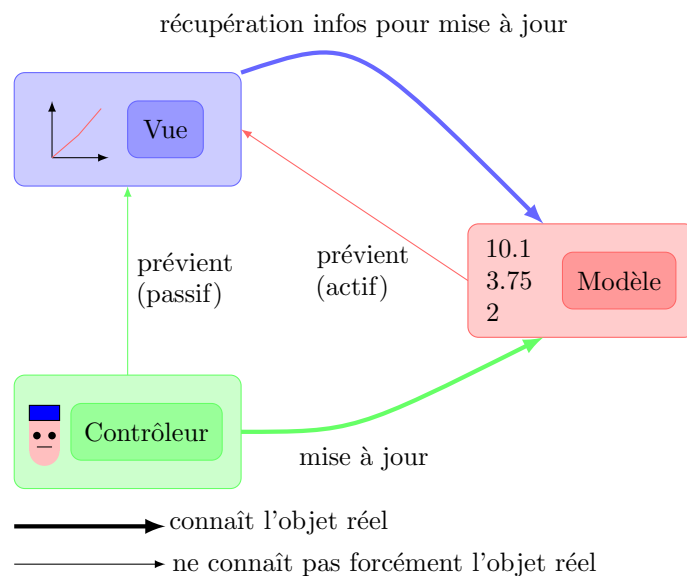 récupération infos pour mise à jour
Vue
prévient
(passif)
prévient
(actif)
10.1
3.75
2
Modèle
Contrôleur
mise à jour
connaît l'objet réel
ne connaît pas forcément l'objet réel